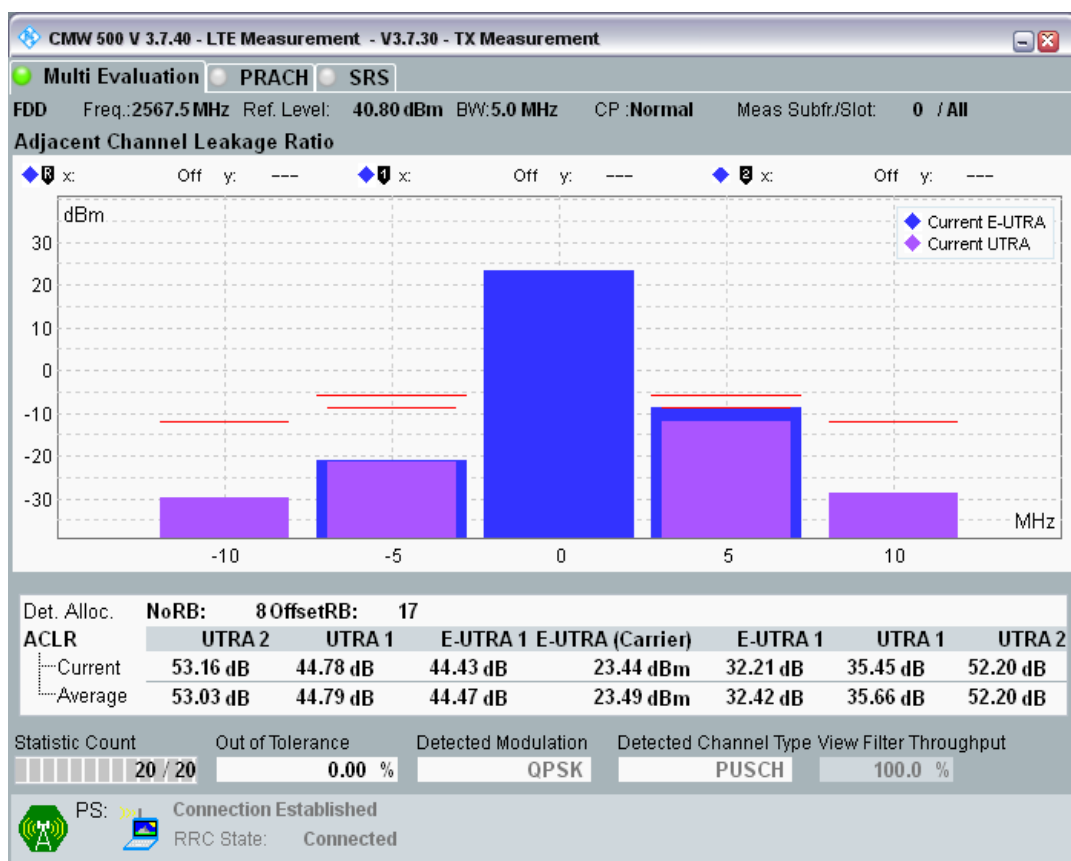 CMW 500 V 3.7.40 - LTE Measurement - V3.7.30 - TX Measurement
Multi Evaluation PRACH SRS
FDD Freq.:2567.5 MHz Ref. Level: 40.80 dBm BW:5.0 MHz CP :Normal Meas Subfr./Slot: 0 / All
Adjacent Channel Leakage Ratio
R x: Off y: --- 1 x: Off y: --- 2 x: Off y: ---
dBm
Current E-UTRA
Current UTRA
30
20
10
0
-10
-20
-30
MHz
-10 -5 0 5 10
Det. Alloc. NoRB: 8 OffsetRB: 17
ACLR UTRA 2 UTRA 1 E-UTRA 1 E-UTRA (Carrier) E-UTRA 1 UTRA 1 UTRA 2
Current 53.16 dB 44.78 dB 44.43 dB 23.44 dBm 32.21 dB 35.45 dB 52.20 dB
Average 53.03 dB 44.79 dB 44.47 dB 23.49 dBm 32.42 dB 35.66 dB 52.20 dB
Statistic Count Out of Tolerance Detected Modulation Detected Channel Type View Filter Throughput
20 / 20 0.00 % QPSK PUSCH 100.0 %
PS: Connection Established
RRC State: Connected